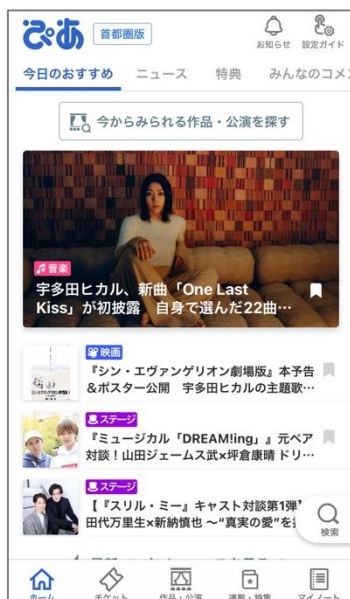 ぴあ 首都圏版
お知らせ 設定ガイド
今日のおすすめ ニュース 特典 みんなのコメ
今からみられる作品・公演を探す
音楽
宇多田ヒカル、新曲「One Last
Kiss」が初披露 自身で選んだ22曲…
映画
『シン・エヴァンゲリオン劇場版』本予告
&ポスター公開 宇多田ヒカルの主題歌…
ステージ
『ミュージカル「DREAM!ing」』元ペア
対談!山田ジェームス武×坪倉康晴 ドリ…
ステージ
【『スリル・ミー』キャスト対談第1弾】
田代万里生×新納慎也 ~“真実の愛”を
検索
ホーム チケット 作品・公演 連載・特集 マイノート